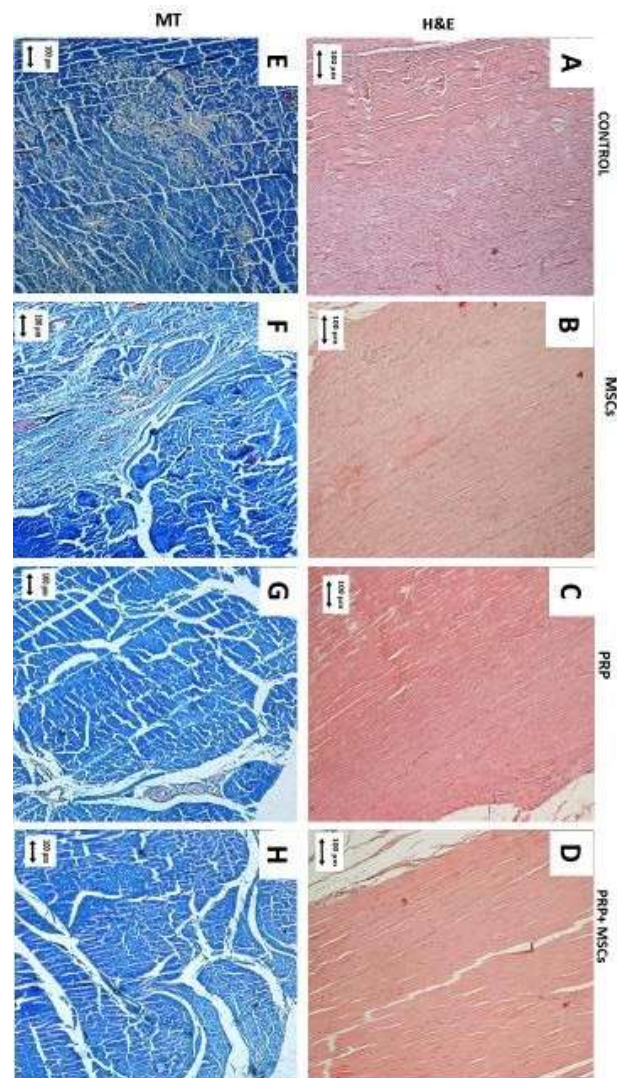 CONTROL
MSCs
PRP
PRP+ MSCs
H&E
A
B
C
D
100 µm
100 µm
100 µm
100 µm
MT
E
F
G
H
100 µm
100 µm
100 µm
100 µm